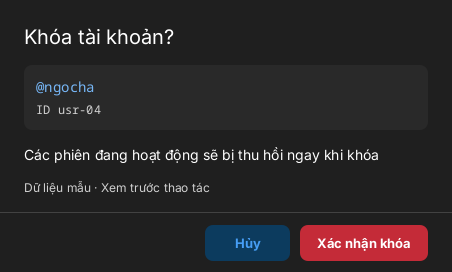 Khóa tài khoản?
@ngocha
ID usr-04
Các phiên đang hoạt động sẽ bị thu hồi ngay khi khóa
Dữ liệu mẫu · Xem trước thao tác
Hủy
Xác nhận khóa